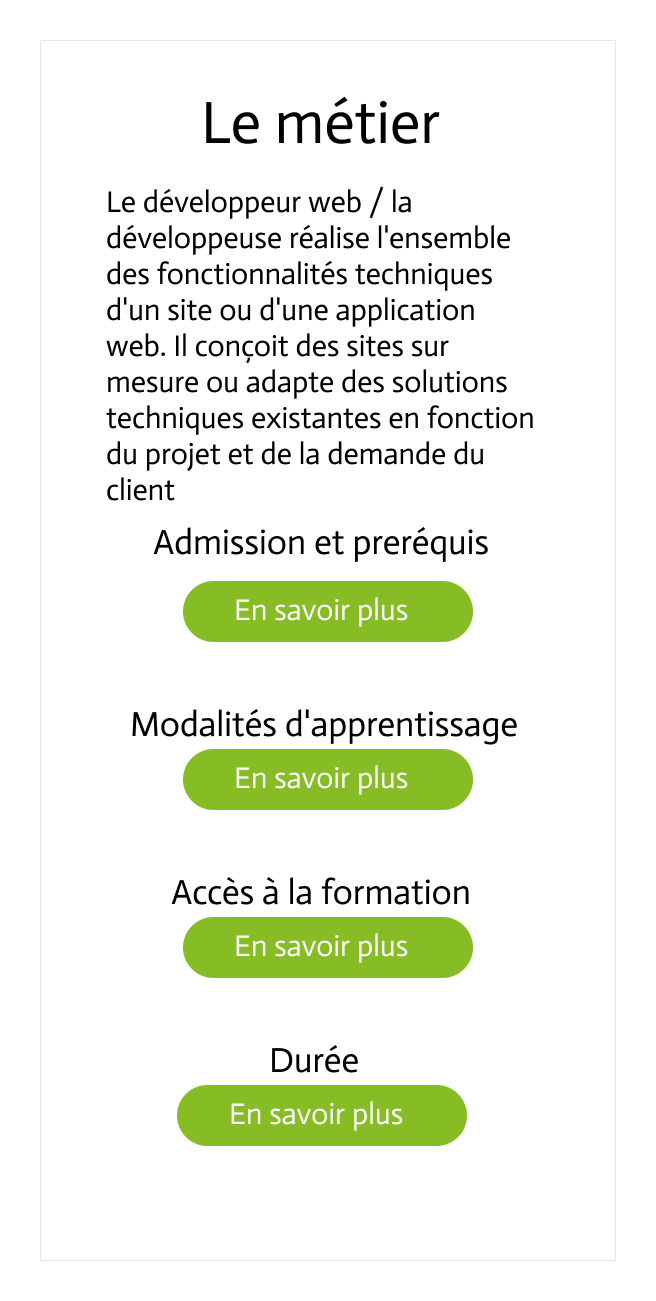 Le métier
Le développeur web / la
développeuse réalise l'ensemble
des fonctionnalités techniques
d'un site ou d'une application
web. Il conçoit des sites sur
mesure ou adapte des solutions
techniques existantes en fonction
du projet et de la demande du
client
Admission et preréquis
En savoir plus
Modalités d'apprentissage
En savoir plus
Accès à la formation
En savoir plus
Durée
En savoir plus